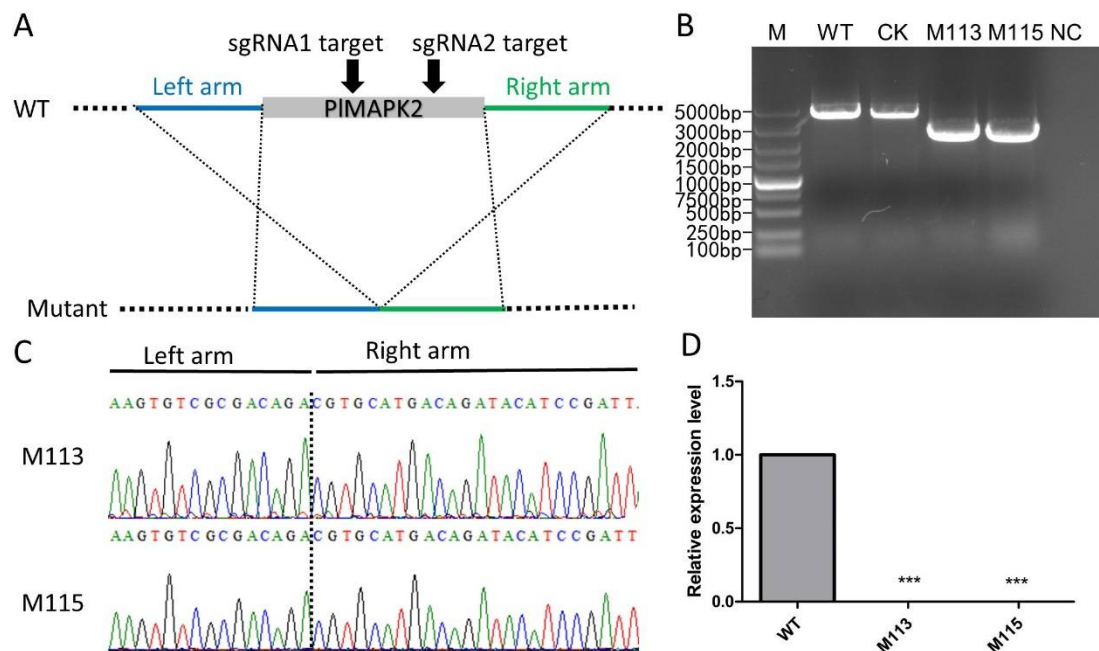 A
sgRNA1 target sgRNA2 target
Left arm Right arm
WT PlMAPK2
Mutant
B
M WT CK M113 M115 NC
5000bp
3000bp
2000bp
1500bp
1000bp
7500bp
500bp
250bp
100bp
C
Left arm Right arm
AAGTGTCGCGACAGACGTGCATGACAGATACATCCGATT.
M113
AAGTGTCGCGACAGACGTGCATGACAGATACATCCGATT
M115
D
Relative expression level
1.5
1.0
0.5
0.0
*** ***
WT M113 M115